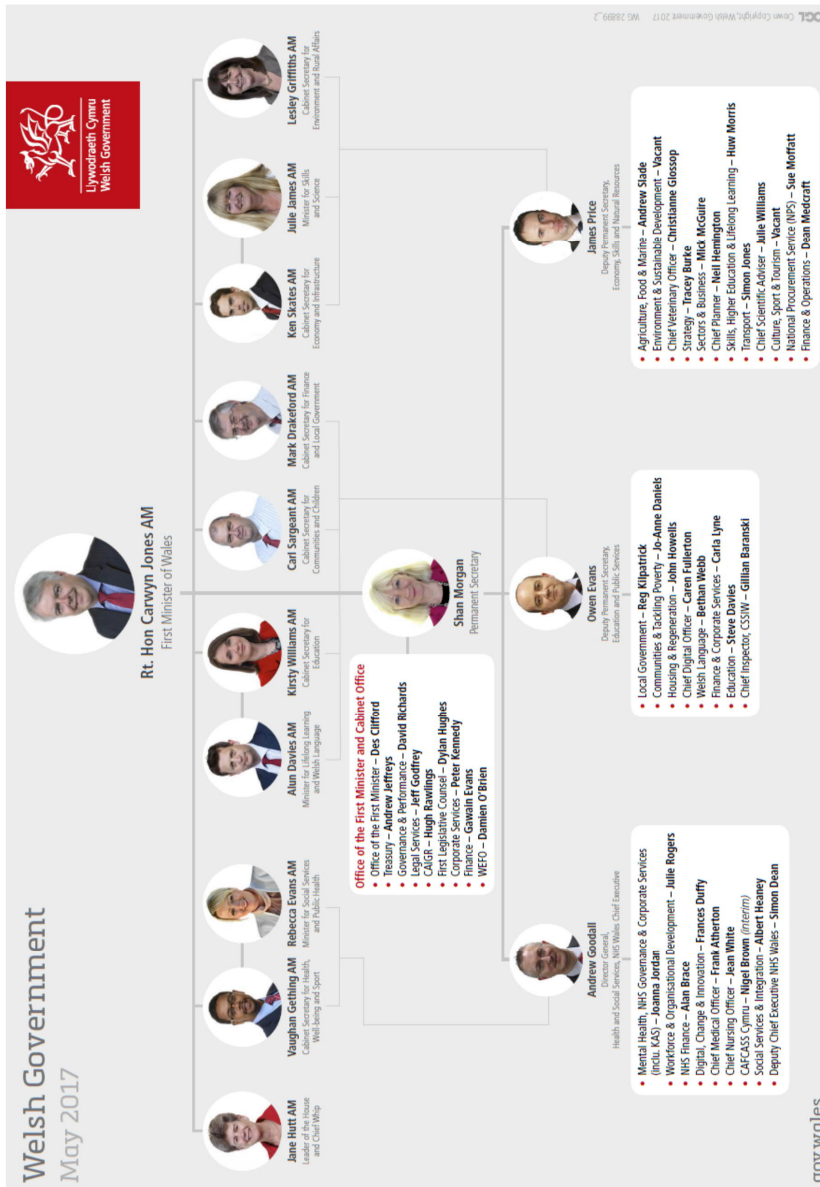 Welsh Government
May 2017
Llywodraeth Cymru
Welsh Government
Rt. Hon Carwyn Jones AM
First Minister of Wales
Jane Hutt AM
Leader of the House
and Chief Whip
Vaughan Gething AM
Cabinet Secretary for Health,
Well-being and Sport
Rebecca Evans AM
Minister for Social Services
and Public Health
Alun Davies AM
Minister for Lifelong Learning
and Welsh Language
Kirsty Williams AM
Cabinet Secretary for
Education
Carl Sargeant AM
Cabinet Secretary for
Communities and Children
Mark Drakeford AM
Cabinet Secretary for Finance
and Local Government
Ken Skates AM
Cabinet Secretary for
Economy and Infrastructure
Julie James AM
Minister for Skills
and Science
Lesley Griffiths AM
Cabinet Secretary for
Environment and Rural Affairs
Office of the First Minister and Cabinet Office
• Office of the First Minister – Des Clifford
• Treasury – Andrew Jeffreys
• Governance & Performance – David Richards
• Legal Services – Jeff Godfrey
• CAIGR – Hugh Rawlings
• First Legislative Counsel – Dylan Hughes
• Corporate Services – Peter Kennedy
• Finance – Gawain Evans
• WEFO – Damien O'Brien
Shan Morgan
Permanent Secretary
Andrew Goodall
Director General,
Health and Social Services, NHS Wales Chief Executive
• Mental Health, NHS Governance & Corporate Services
(inclu. KAS) – Joanna Jordan
• Workforce & Organisational Development – Julie Rogers
• NHS Finance – Alan Brace
• Digital, Change & Innovation – Frances Duffy
• Chief Medical Officer – Frank Atherton
• Chief Nursing Officer – Jean White
• CAFCASS Cymru – Nigel Brown (interim)
• Social Services & Integration – Albert Heaney
• Deputy Chief Executive NHS Wales – Simon Dean
Owen Evans
Deputy Permanent Secretary,
Education and Public Services
• Local Government – Reg Kilpatrick
• Communities & Tackling Poverty – Jo-Anne Daniels
• Housing & Regeneration – John Howells
• Chief Digital Officer – Caren Fullerton
• Welsh Language – Bethan Webb
• Finance & Corporate Services – Carla Lyne
• Education – Steve Davies
• Chief Inspector, CSSIW – Gillian Baranski
James Price
Deputy Permanent Secretary,
Economy, Skills and Natural Resources
• Agriculture, Food & Marine – Andrew Slade
• Environment & Sustainable Development – Vacant
• Chief Veterinary Officer – Christianne Glossop
• Strategy – Tracey Burke
• Sectors & Business – Mick McGuire
• Chief Planner – Neil Hemington
• Skills, Higher Education & Lifelong Learning – Huw Morris
• Transport – Simon Jones
• Chief Scientific Adviser – Julie Williams
• Culture, Sport & Tourism – Vacant
• National Procurement Service (NPS) – Sue Moffatt
• Finance & Operations – Dean Medcraft
gov.wales
OGL Crown Copyright, Welsh Government 2017 WG 28899_2